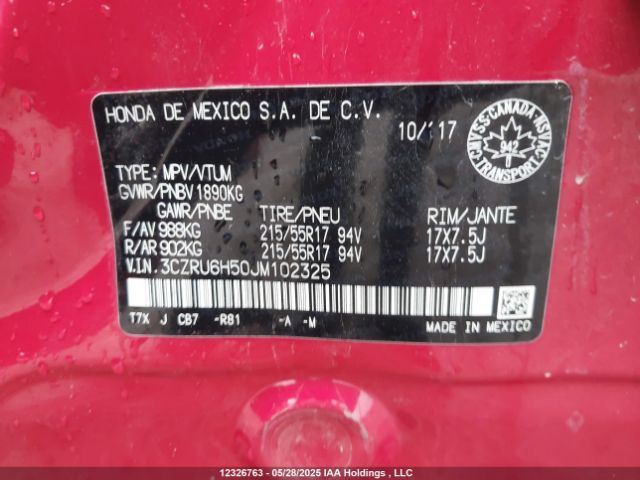 HONDA DE MEXICO S.A. DE C.V.
10/'17
CANADA
S.S.
NSVAC
942
CMVSS
TRANSPORT
TYPE: MPV/VTUM
GVWR/PNBV 1890KG
GAWR/PNBE TIRE/PNEU RIM/JANTE
F/AV 988KG 215/55R17 94V 17X7.5J
R/AR 902KG 215/55R17 94V 17X7.5J
V.I.N. 3CZRU6H50JM102325
T7X J CB7 -R81 -A -M MADE IN MEXICO
12326763 05/28/2025 IAA Holdings , LLC